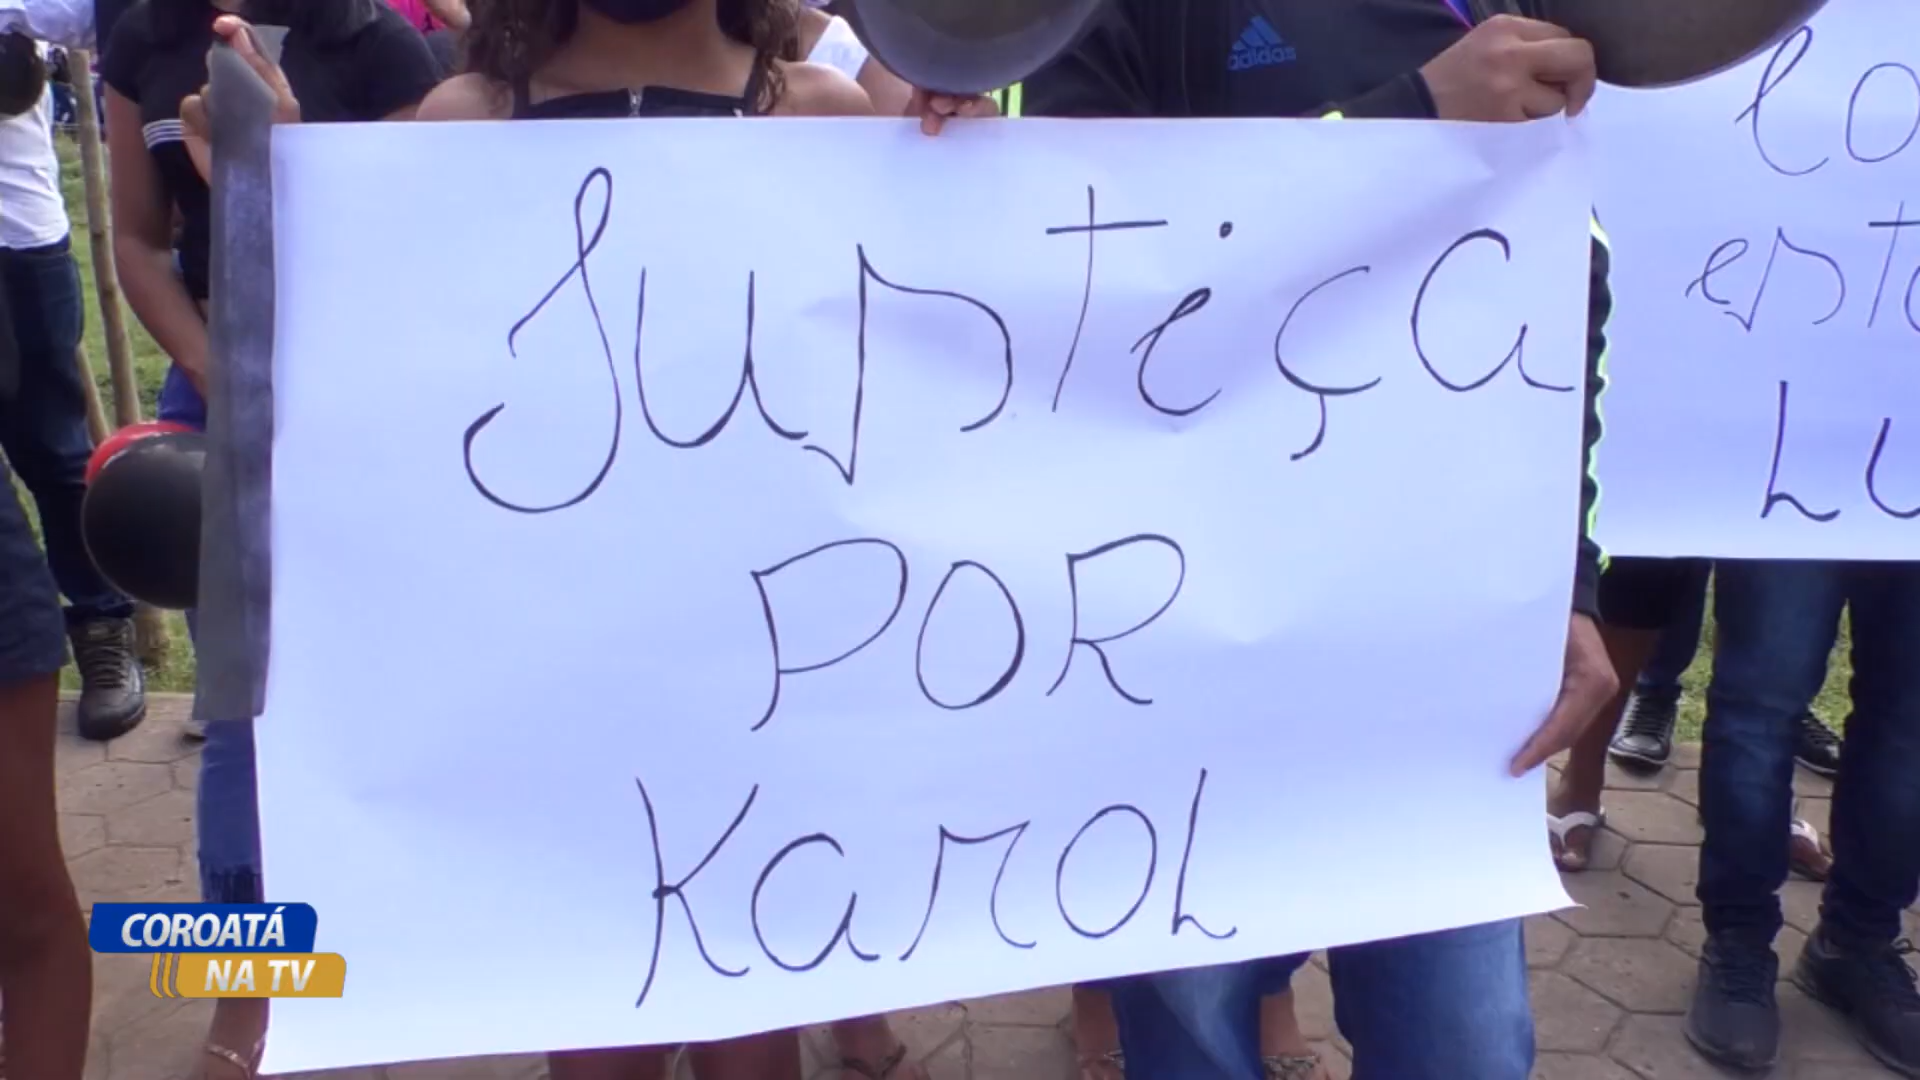 adidas
Justiça
POR
Karol
COROATÁ
NA TV